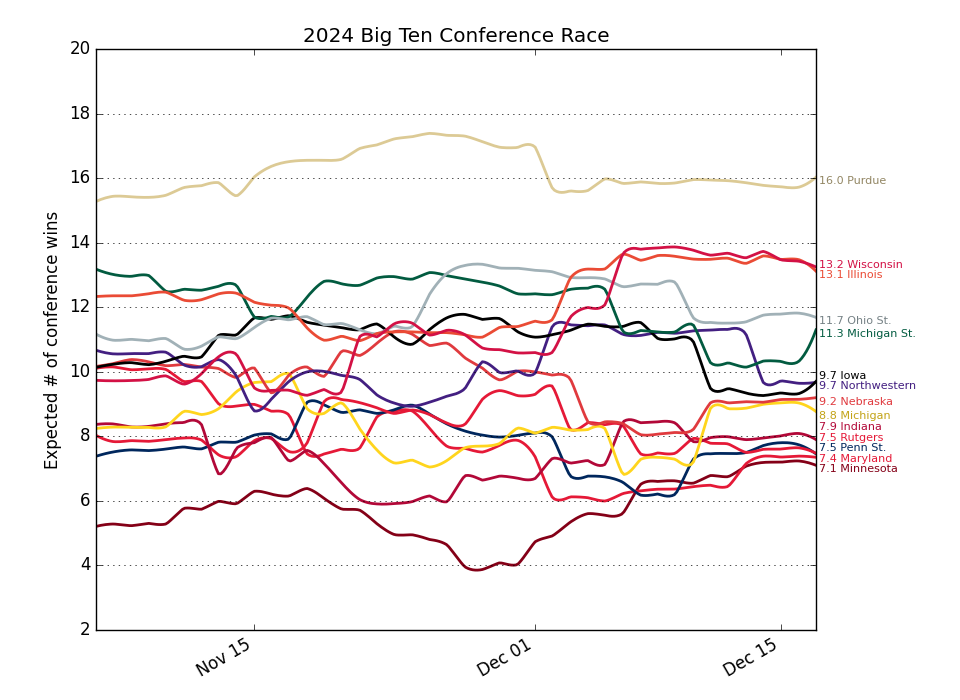 2024 Big Ten Conference Race
Expected # of conference wins
20
18
16
14
12
10
8
6
4
2
Nov 15
Dec 01
Dec 15
16.0 Purdue
13.2 Wisconsin
13.1 Illinois
11.7 Ohio St.
11.3 Michigan St.
9.7 Iowa
9.7 Northwestern
9.2 Nebraska
8.8 Michigan
7.9 Indiana
7.5 Rutgers
7.5 Penn St.
7.4 Maryland
7.1 Minnesota